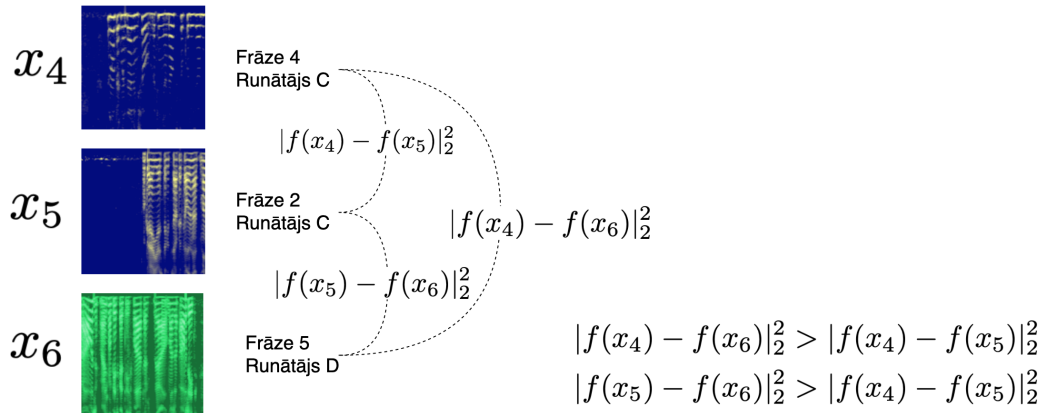 x₄
Frāze 4
Runātājs C
|f(x₄) − f(x₅)|₂²
x₅
Frāze 2
Runātājs C
|f(x₄) − f(x₆)|₂²
|f(x₅) − f(x₆)|₂²
x₆
Frāze 5
Runātājs D
|f(x₄) − f(x₆)|₂² > |f(x₄) − f(x₅)|₂²
|f(x₅) − f(x₆)|₂² > |f(x₄) − f(x₅)|₂²